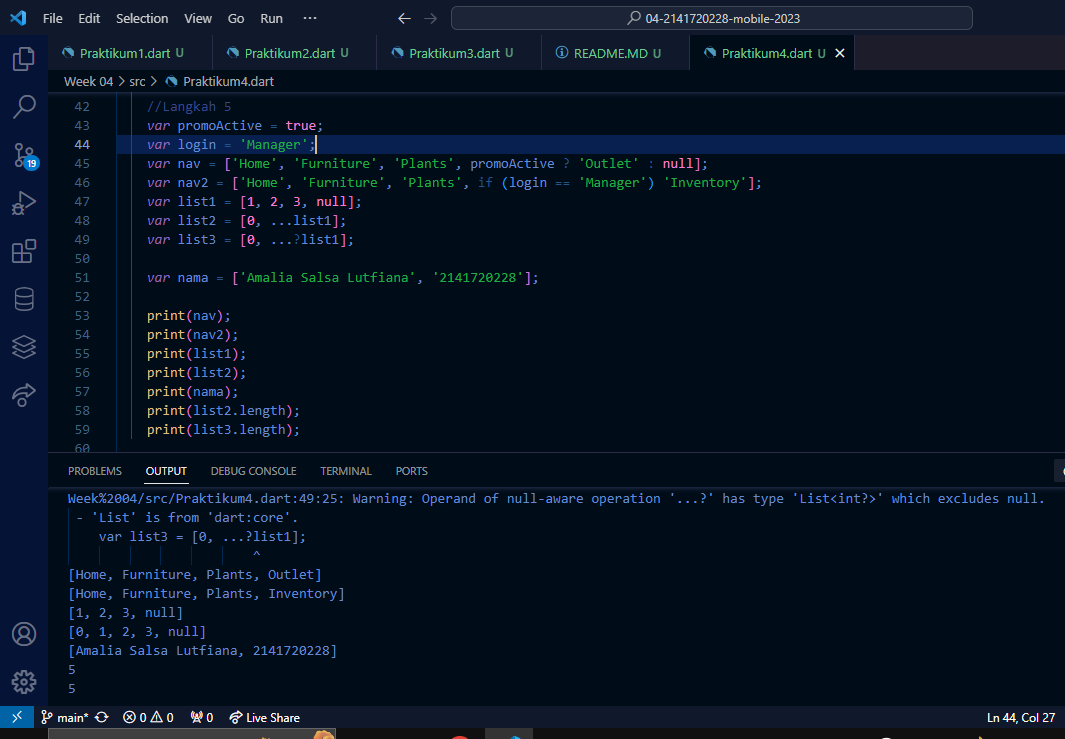 File Edit Selection View Go Run ··· ← → 04-2141720228-mobile-2023
Praktikum1.dart U Praktikum2.dart U Praktikum3.dart U README.MD U Praktikum4.dart U
Week 04 > src > Praktikum4.dart
42 //Langkah 5
43 var promoActive = true;
44 var login = 'Manager';
45 var nav = ['Home', 'Furniture', 'Plants', promoActive ? 'Outlet' : null];
46 var nav2 = ['Home', 'Furniture', 'Plants', if (login == 'Manager') 'Inventory'];
47 var list1 = [1, 2, 3, null];
48 var list2 = [0, ...list1];
49 var list3 = [0, ...?list1];
50
51 var nama = ['Amalia Salsa Lutfiana', '2141720228'];
52
53 print(nav);
54 print(nav2);
55 print(list1);
56 print(list2);
57 print(nama);
58 print(list2.length);
59 print(list3.length);
60
19
PROBLEMS OUTPUT DEBUG CONSOLE TERMINAL PORTS
Week%2004/src/Praktikum4.dart:49:25: Warning: Operand of null-aware operation '...?' has type 'List<int?>' which excludes null.
- 'List' is from 'dart:core'.
var list3 = [0, ...?list1];
^
[Home, Furniture, Plants, Outlet]
[Home, Furniture, Plants, Inventory]
[1, 2, 3, null]
[0, 1, 2, 3, null]
[Amalia Salsa Lutfiana, 2141720228]
5
5
main* 0 0 0 Live Share Ln 44, Col 27